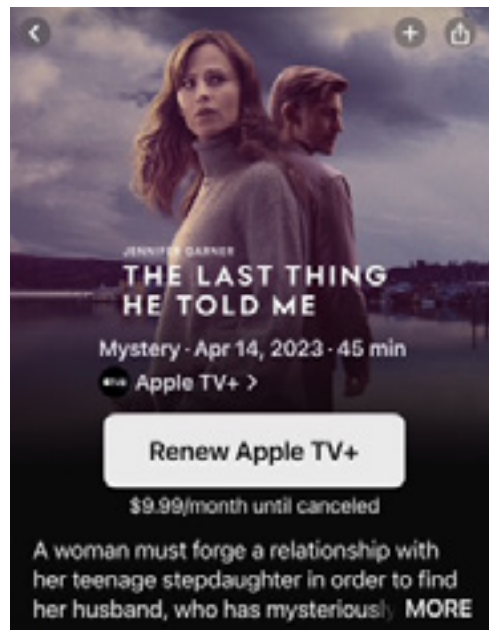 JENNIFER GARNER
THE LAST THING
HE TOLD ME
Mystery · Apr 14, 2023 · 45 min
Apple TV+ >
Renew Apple TV+
$9.99/month until canceled
A woman must forge a relationship with
her teenage stepdaughter in order to find
her husband, who has mysteriously MORE